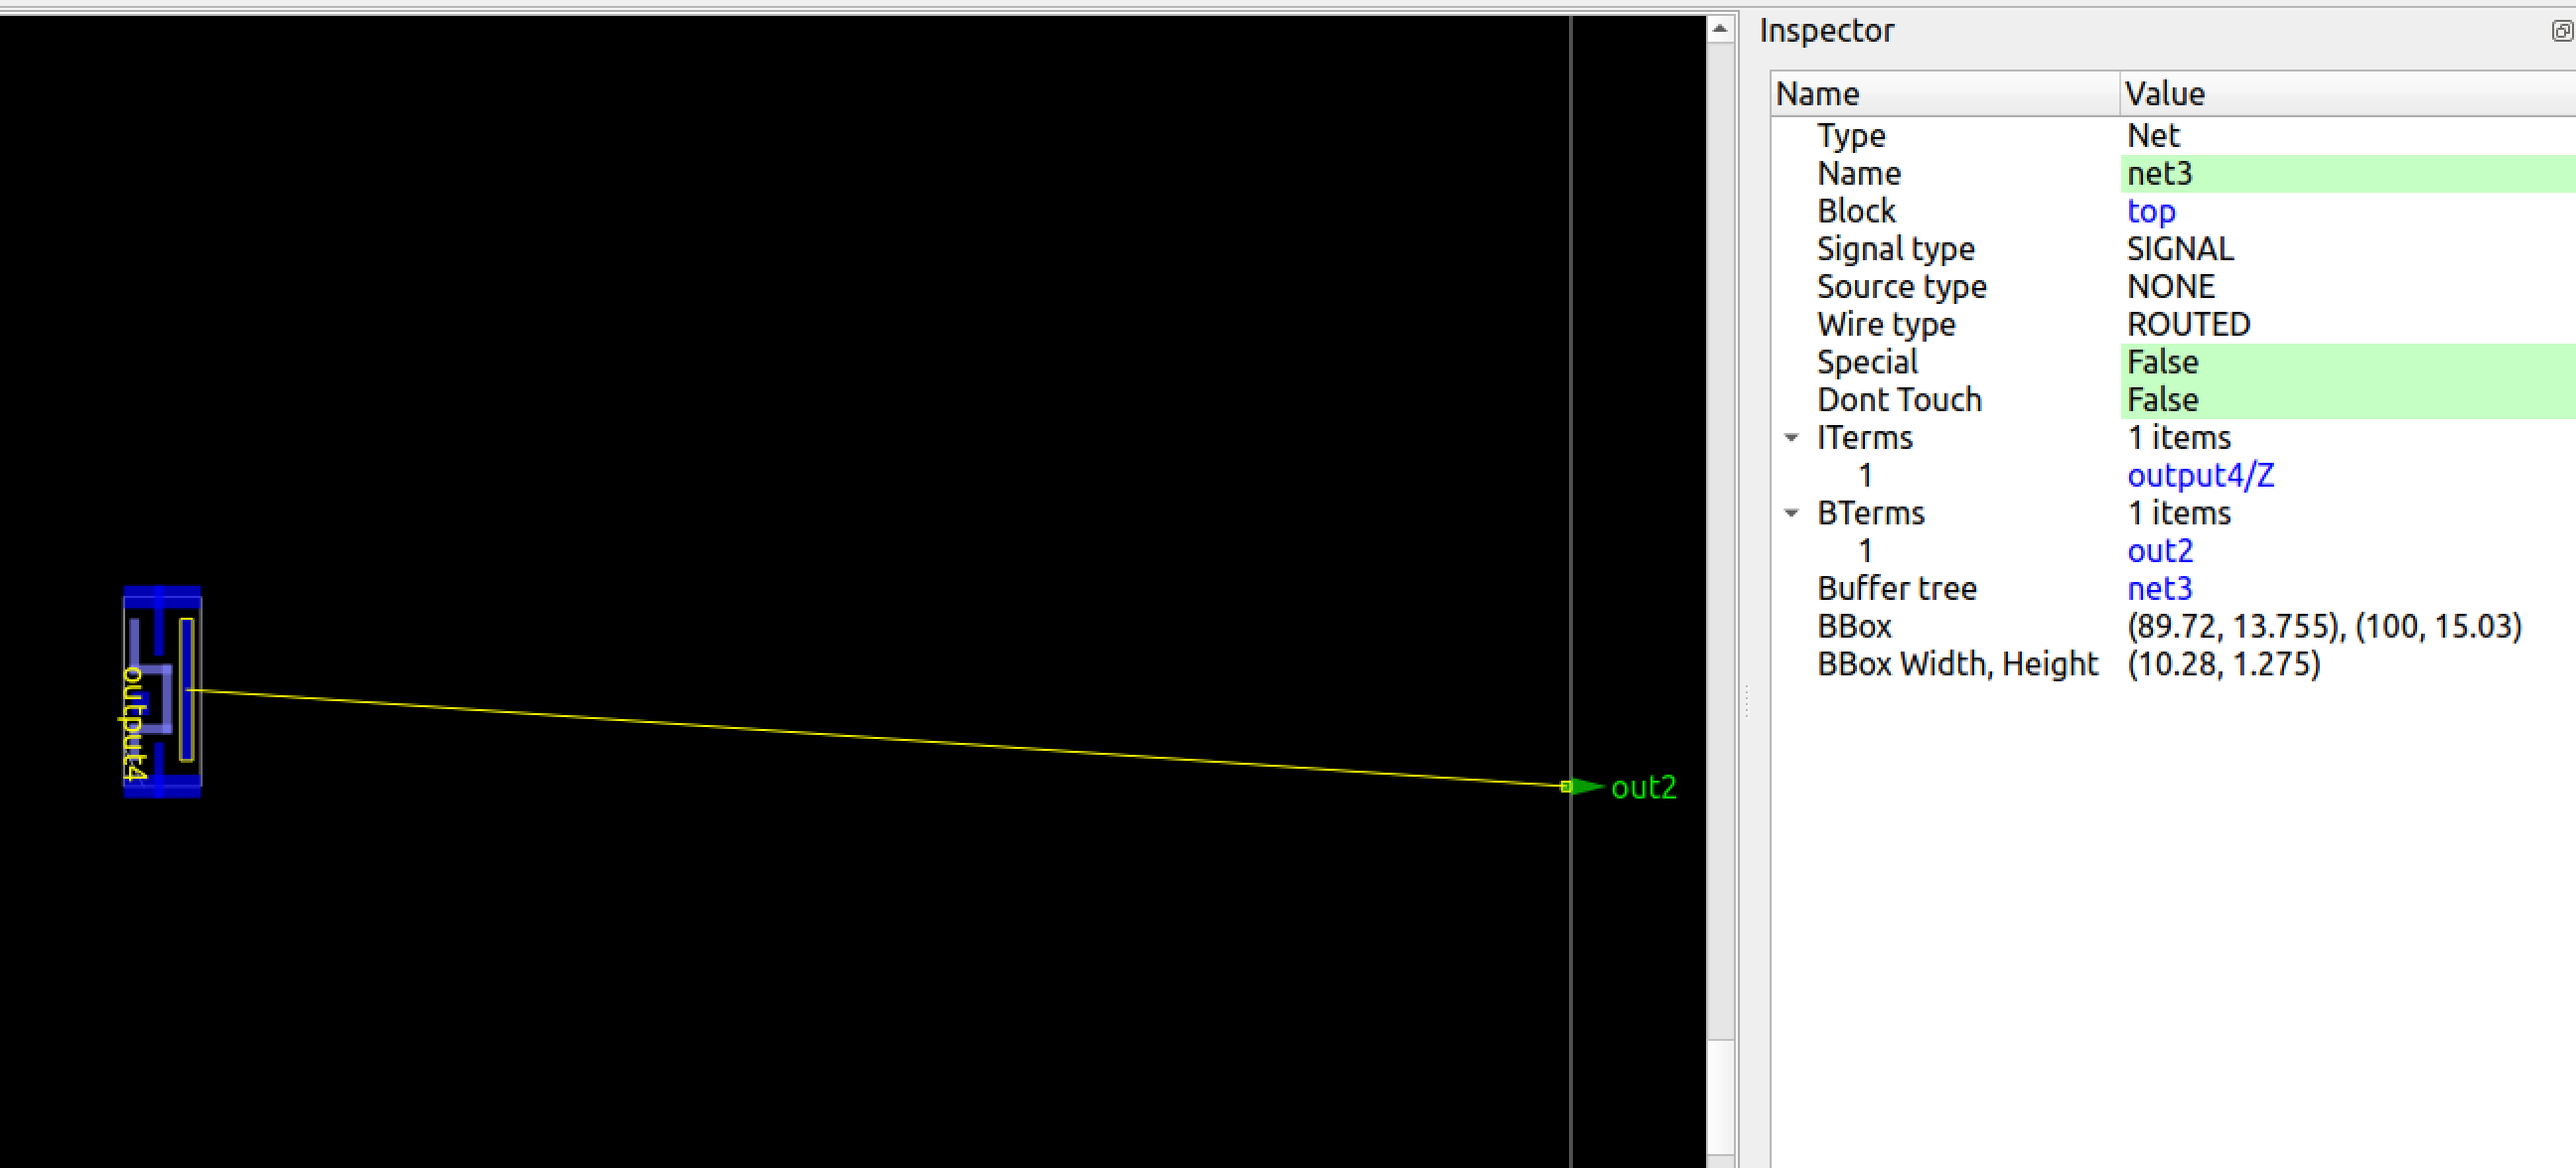 output4
out2
Inspector
Name Value
Type Net
Name net3
Block top
Signal type SIGNAL
Source type NONE
Wire type ROUTED
Special False
Dont Touch False
ITerms 1 items
1 output4/Z
BTerms 1 items
1 out2
Buffer tree net3
BBox (89.72, 13.755), (100, 15.03)
BBox Width, Height (10.28, 1.275)